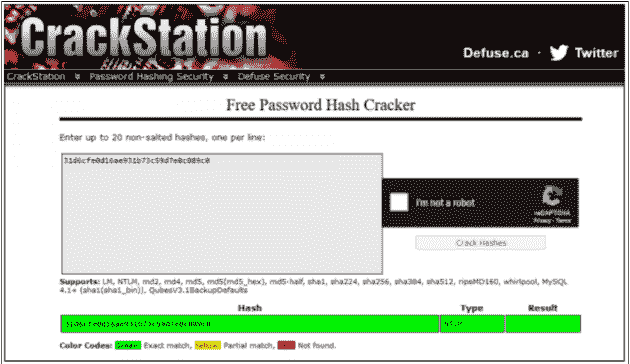 CrackStation
Defuse.ca · Twitter
CrackStation Password Hashing Security Defuse Security
Free Password Hash Cracker
Enter up to 20 non-salted hashes, one per line:
31d6cfe0d16ae931b73c59d7e0c089c0
I'm not a robot
reCAPTCHA
Privacy - Terms
Crack Hashes
Supports: LM, NTLM, md2, md4, md5, md5(md5_hex), md5-half, sha1, sha224, sha256, sha384, sha512, ripeMD160, whirlpool, MySQL
4.1+ (sha1(sha1_bin)), QubesV3.1BackupDefaults
Hash Type Result
Color Codes: Green: Exact match, Yellow: Partial match, Not found.